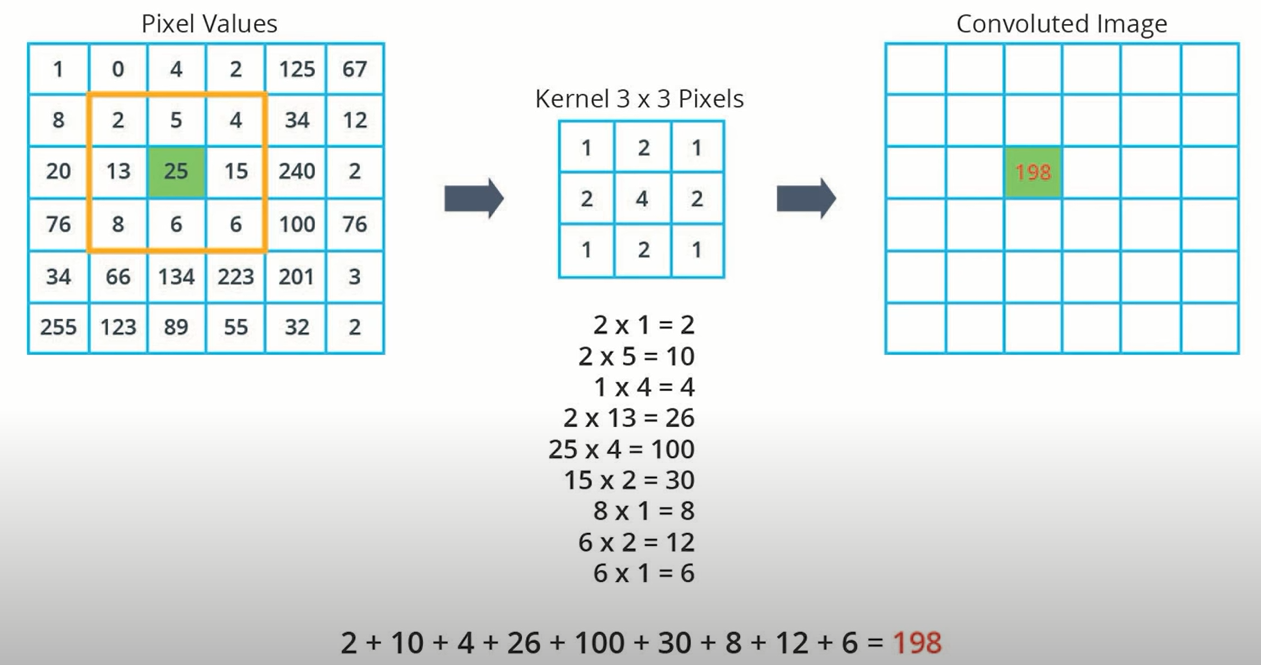 Pixel Values
1 0 4 2 125 67
8 2 5 4 34 12
20 13 25 15 240 2
76 8 6 6 100 76
34 66 134 223 201 3
255 123 89 55 32 2
Kernel 3 x 3 Pixels
1 2 1
2 4 2
1 2 1
2 x 1 = 2
2 x 5 = 10
1 x 4 = 4
2 x 13 = 26
25 x 4 = 100
15 x 2 = 30
8 x 1 = 8
6 x 2 = 12
6 x 1 = 6
Convoluted Image
198
2 + 10 + 4 + 26 + 100 + 30 + 8 + 12 + 6 = 198